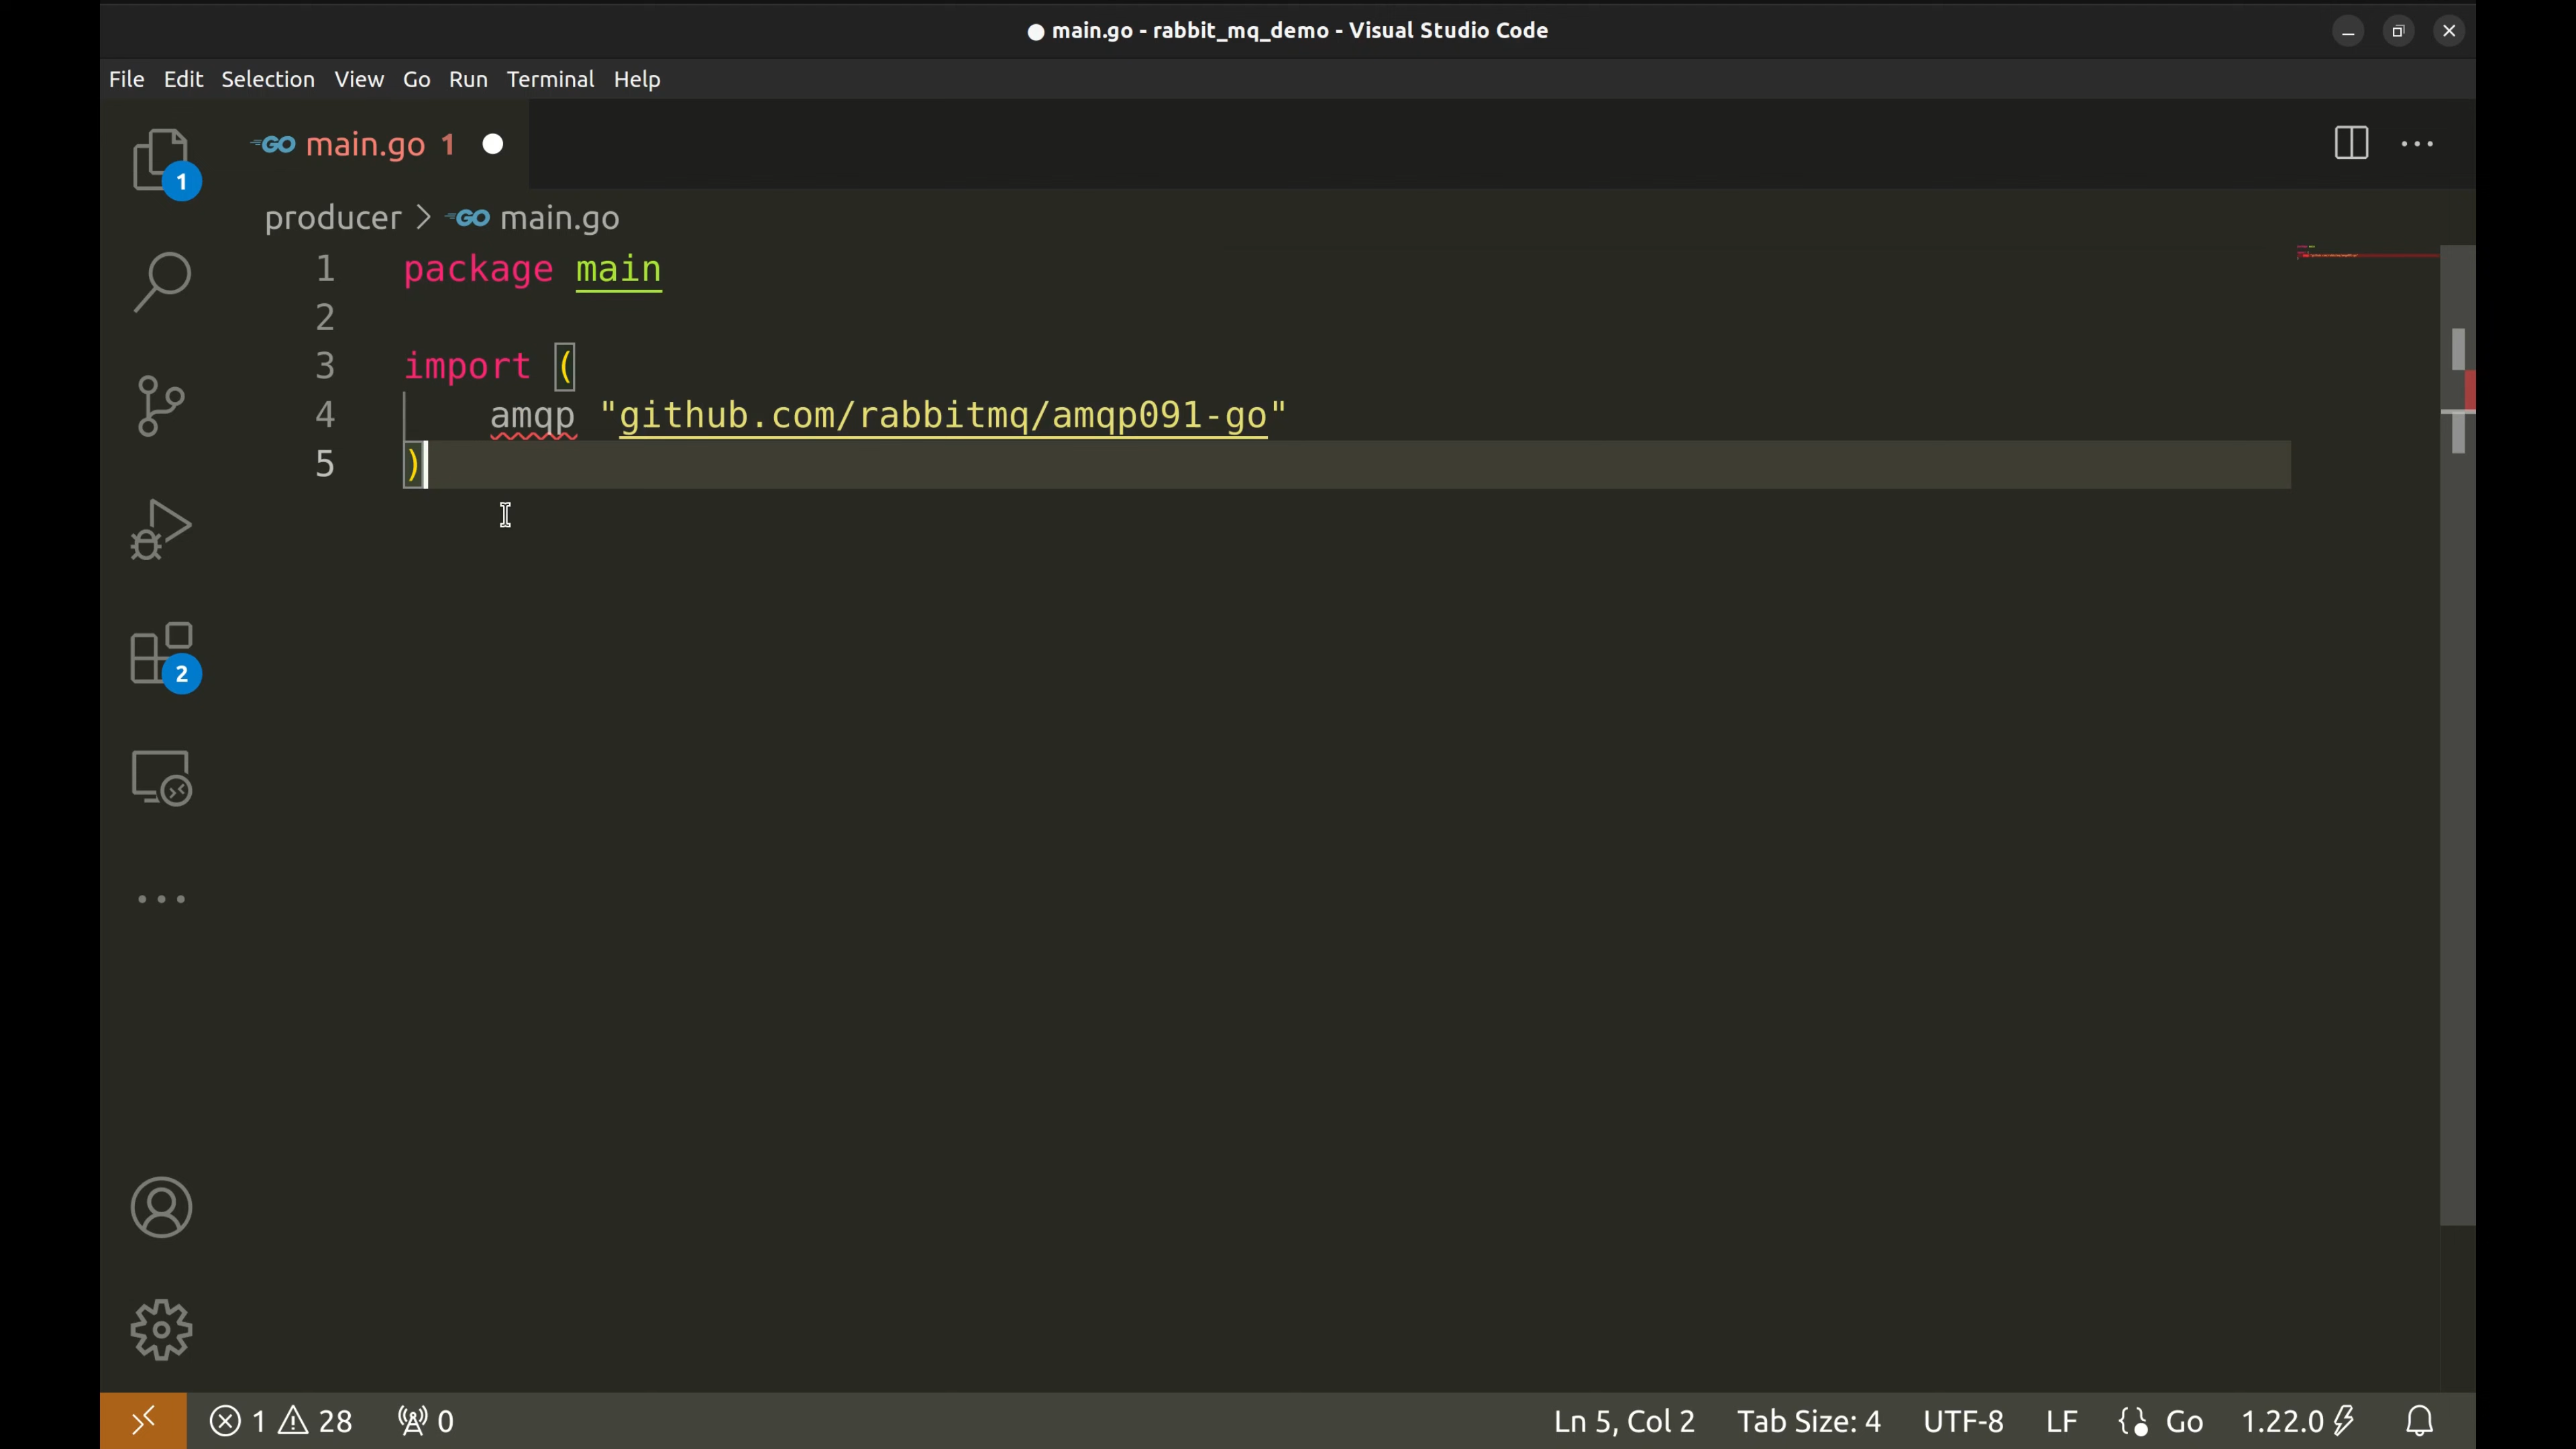 ● main.go - rabbit_mq_demo - Visual Studio Code
File Edit Selection View Go Run Terminal Help
GO main.go 1
1
producer > GO main.go
1 package main
2
3 import (
4 amqp "github.com/rabbitmq/amqp091-go"
5 )
2
1 28 0 Ln 5, Col 2 Tab Size: 4 UTF-8 LF {} Go 1.22.0